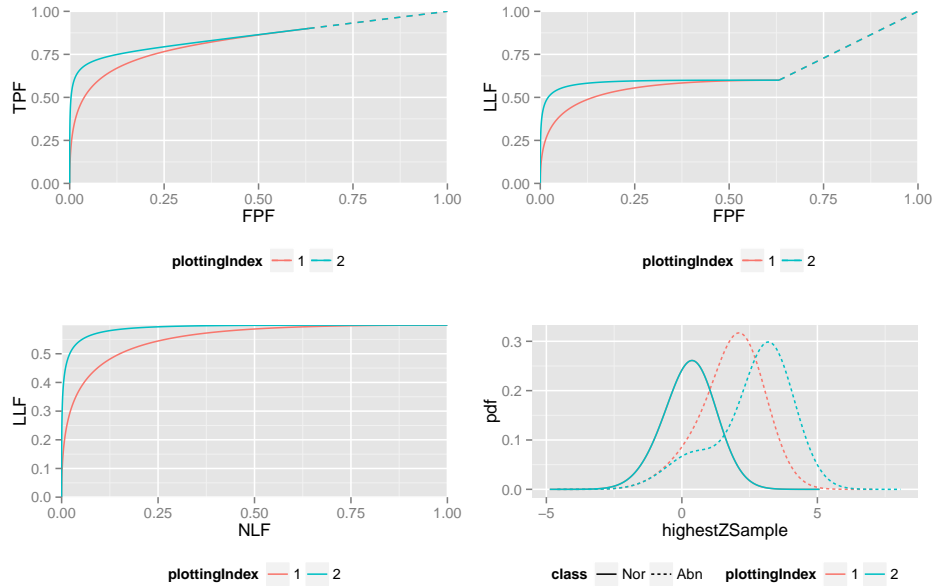 1.00
0.75
0.50
0.25
0.00
TPF
0.00 0.25 0.50 0.75 1.00
FPF
plottingIndex 1 2
1.00
0.75
0.50
0.25
0.00
LLF
0.00 0.25 0.50 0.75 1.00
FPF
plottingIndex 1 2
0.5
0.4
0.3
0.2
0.1
0.0
LLF
0.00 0.25 0.50 0.75 1.00
NLF
plottingIndex 1 2
0.3
0.2
0.1
0.0
pdf
−5 0 5
highestZSample
class Nor Abn plottingIndex 1 2